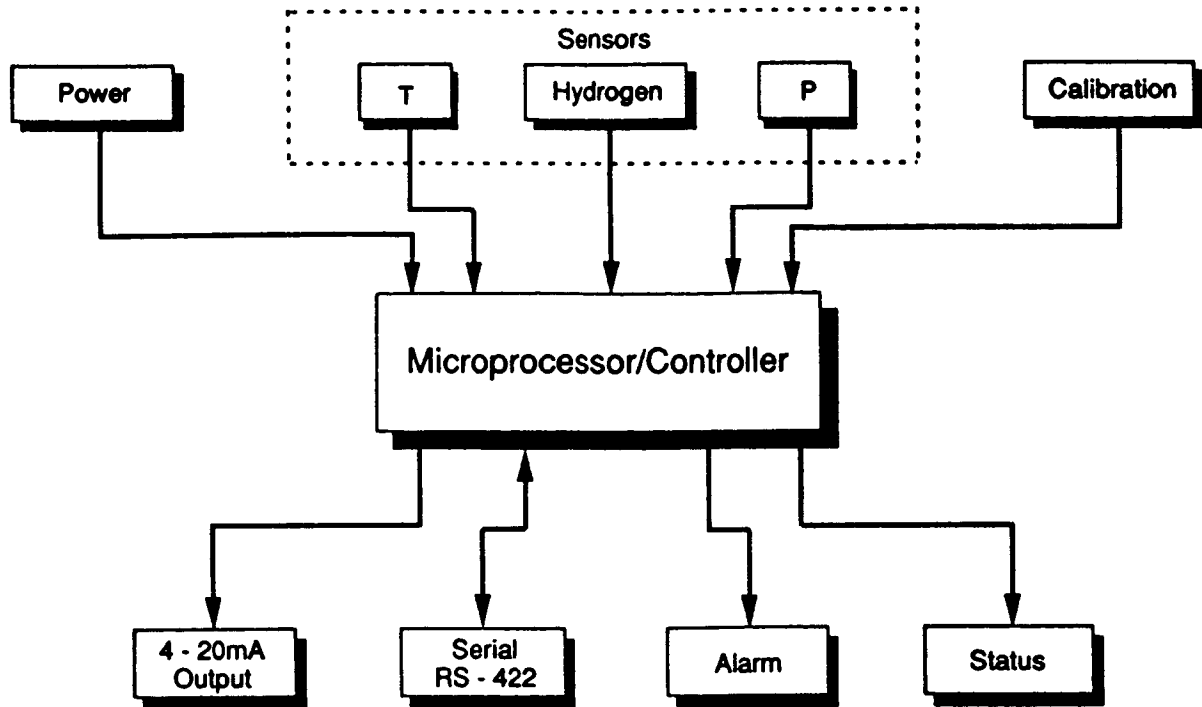 Sensors
Power
T
Hydrogen
P
Calibration
Microprocessor/Controller
4 - 20mA
Output
Serial
RS - 422
Alarm
Status